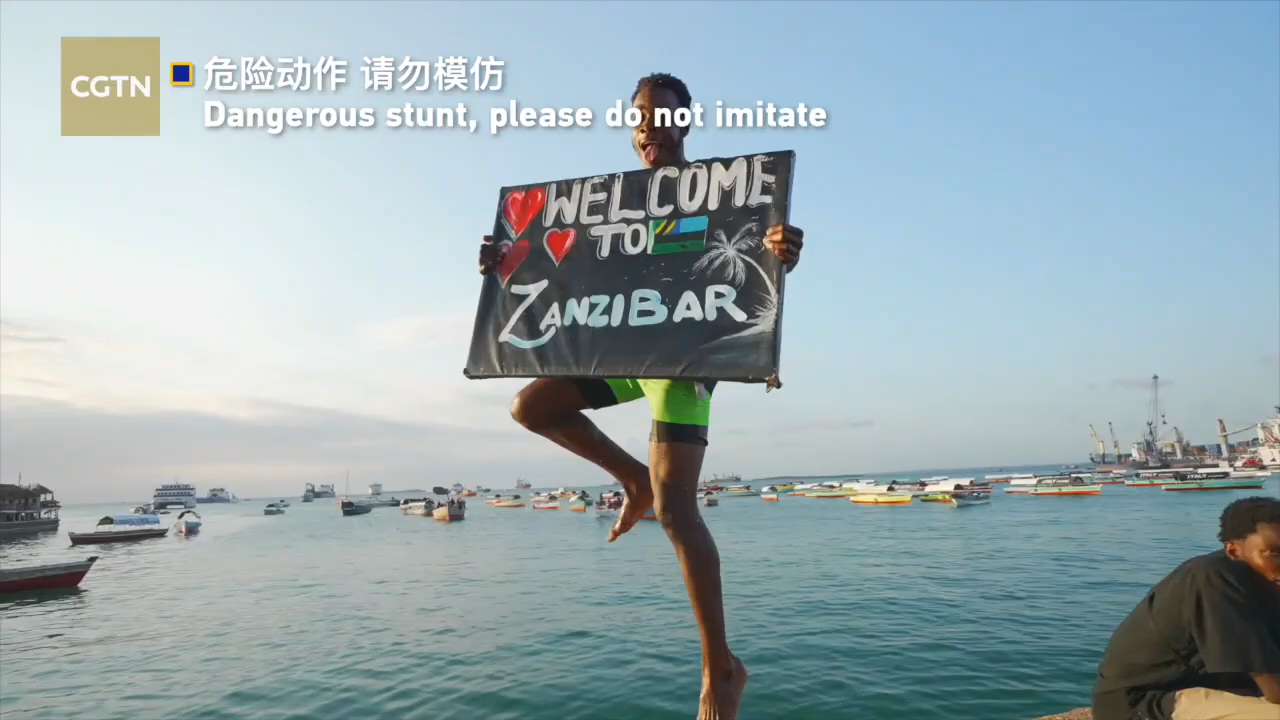 CGTN
危险动作 请勿模仿
Dangerous stunt, please do not imitate
WELCOME
TO
ZANZIBAR